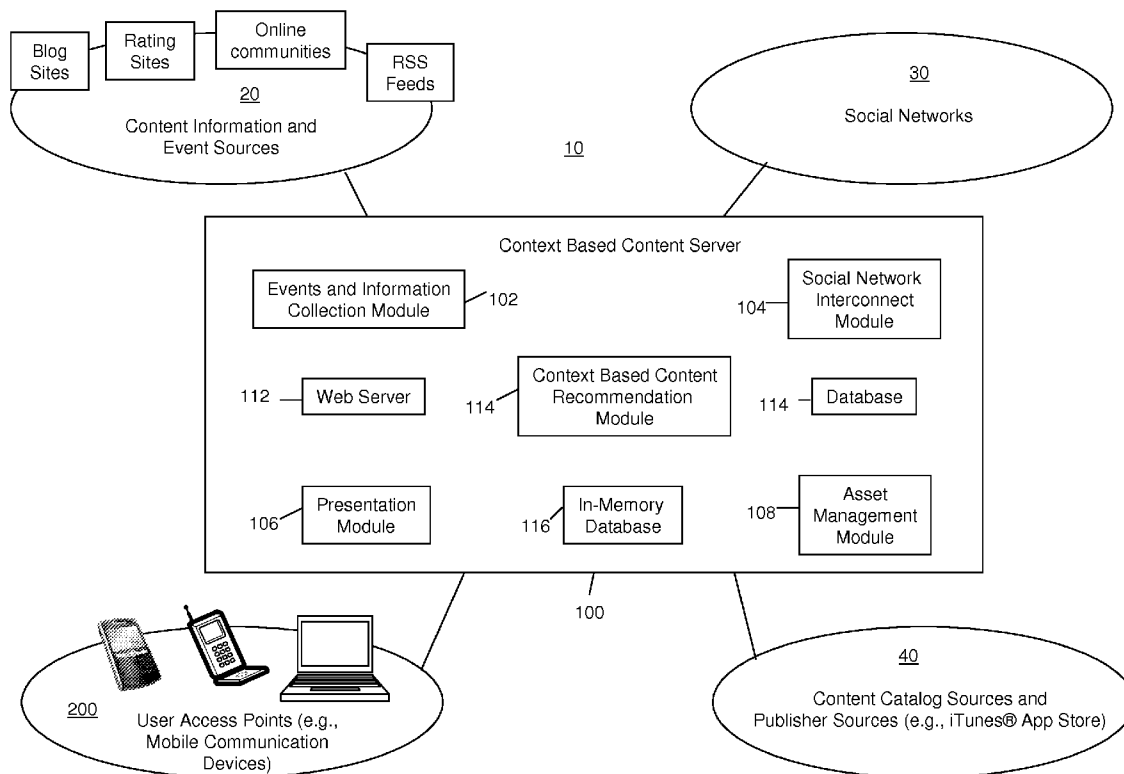 Blog
Sites
Rating
Sites
Online
communities
RSS
Feeds
20
Content Information and
Event Sources
30
Social Networks
10
Context Based Content Server
Events and Information
Collection Module
102
104
Social Network
Interconnect
Module
112
Web Server
114
Context Based Content
Recommendation
Module
114
Database
106
Presentation
Module
116
In-Memory
Database
108
Asset
Management
Module
100
200
User Access Points (e.g.,
Mobile Communication
Devices)
40
Content Catalog Sources and
Publisher Sources (e.g., iTunes® App Store)